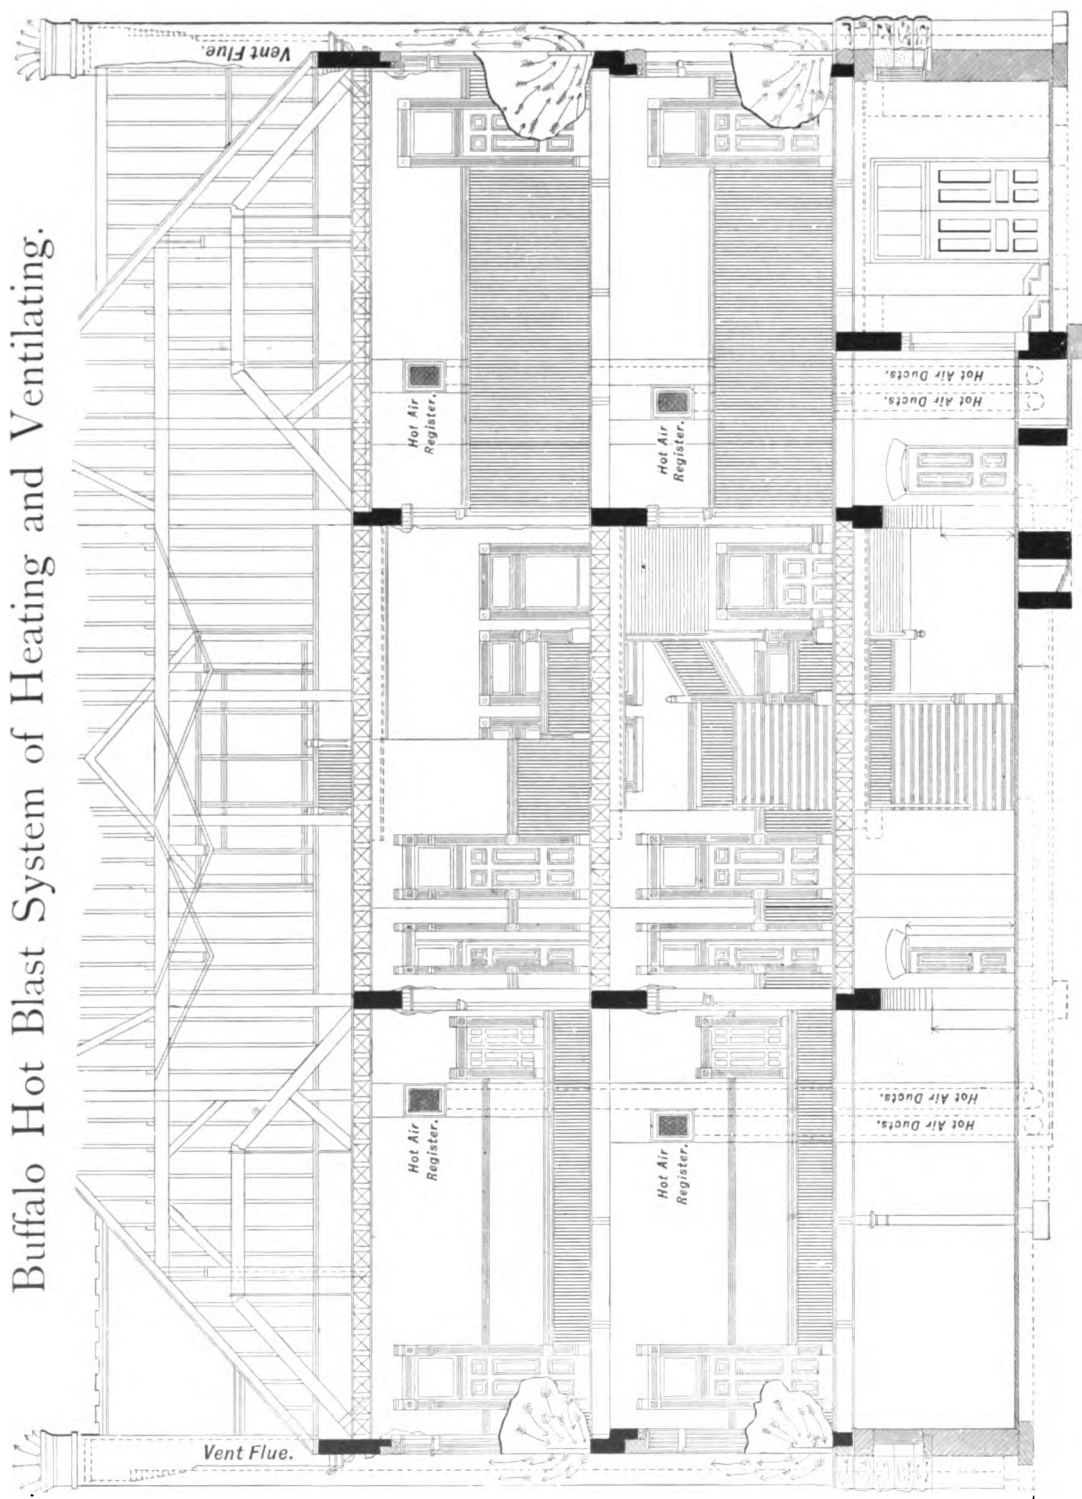 Buffalo Hot Blast System of Heating and Ventilating.
Vent Flue.
Vent Flue.
Hot Air
Register.
Hot Air
Register.
Hot Air
Register.
Hot Air
Register.
Hot Air Ducts.
Hot Air Ducts.
Hot Air Ducts.
Hot Air Ducts.